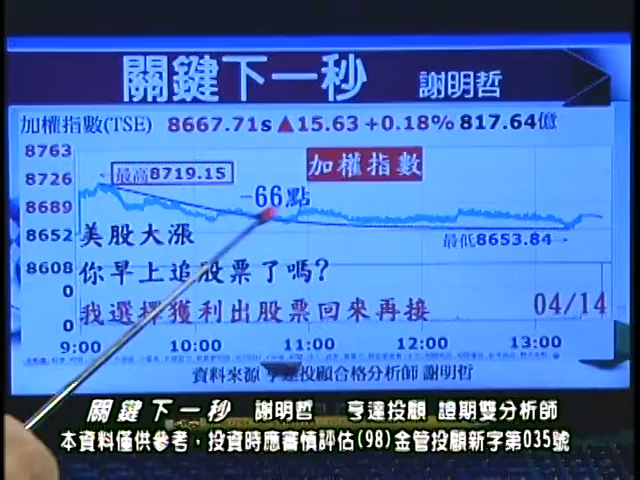 關鍵下一秒 謝明哲
加權指數(TSE) 8667.71s ▲15.63 +0.18% 817.64億
8763
8726
8689
8652
8608
0
0
最高8719.15
加權指數
-66點
美股大漲
最低8653.84→
你早上追股票了嗎?
我選擇獲利出股票回來再接
04/14
9:00 10:00 11:00 12:00 13:00
資料來源 亨達投顧合格分析師 謝明哲
關鍵下一秒 謝明哲 亨達投顧 證期雙分析師
本資料僅供參考,投資時應審慎評估(98)金管投顧新字第035號